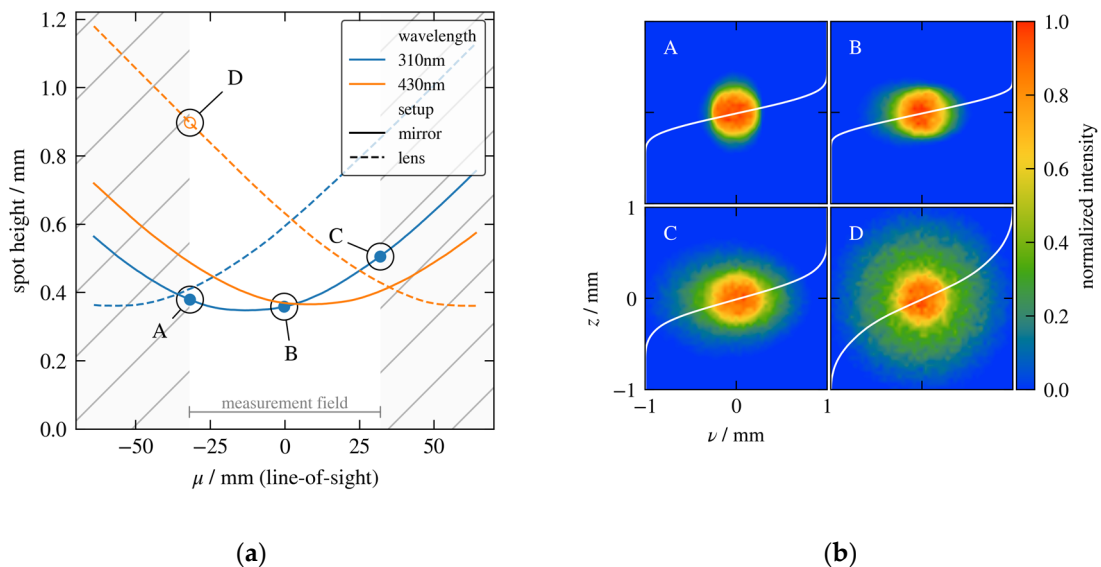 1.2
1.0
0.8
0.6
0.4
0.2
0.0
spot height / mm
−50
−25
0
25
50
μ / mm (line-of-sight)
wavelength
310nm
430nm
setup
mirror
lens
D
C
A
B
measurement field
(a)
A
B
C
D
1
0
−1
z / mm
−1
0
1
ν / mm
1.0
0.8
0.6
0.4
0.2
0.0
normalized intensity
(b)